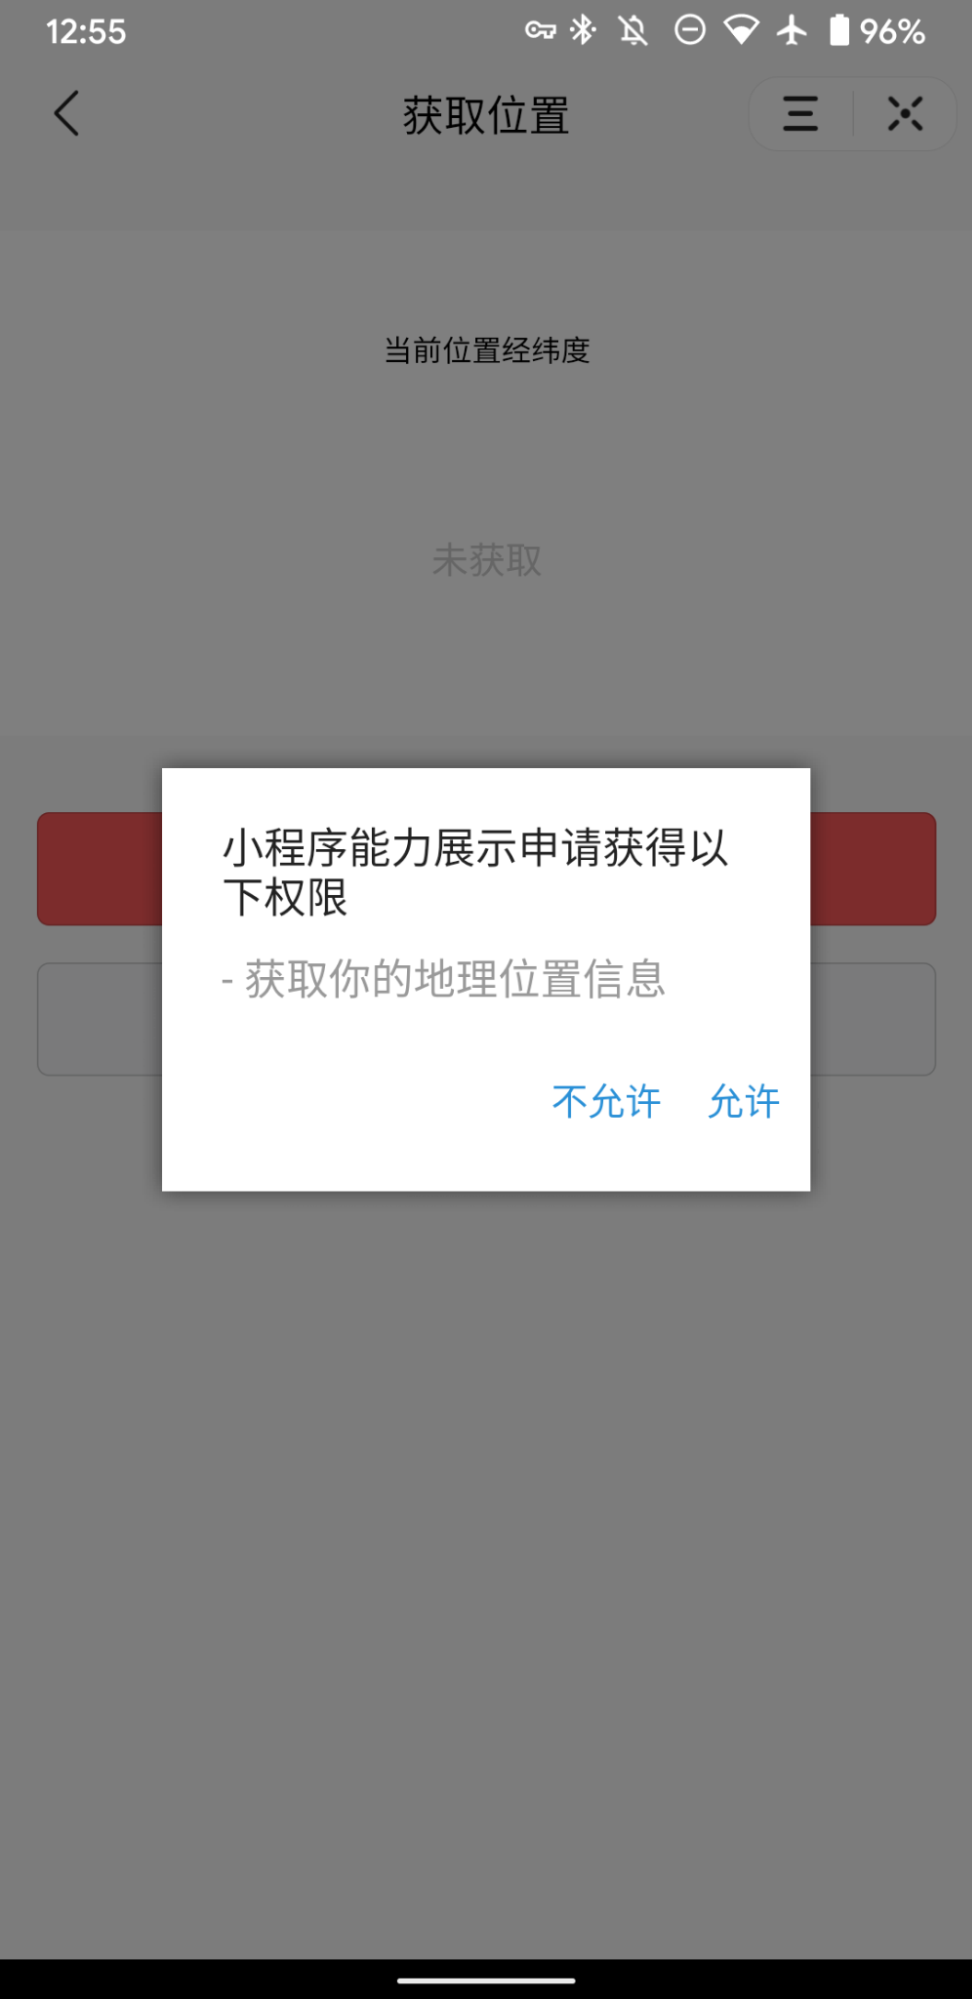 12:55
96%
获取位置
当前位置经纬度
未获取
小程序能力展示申请获得以
下权限
- 获取你的地理位置信息
不允许 允许